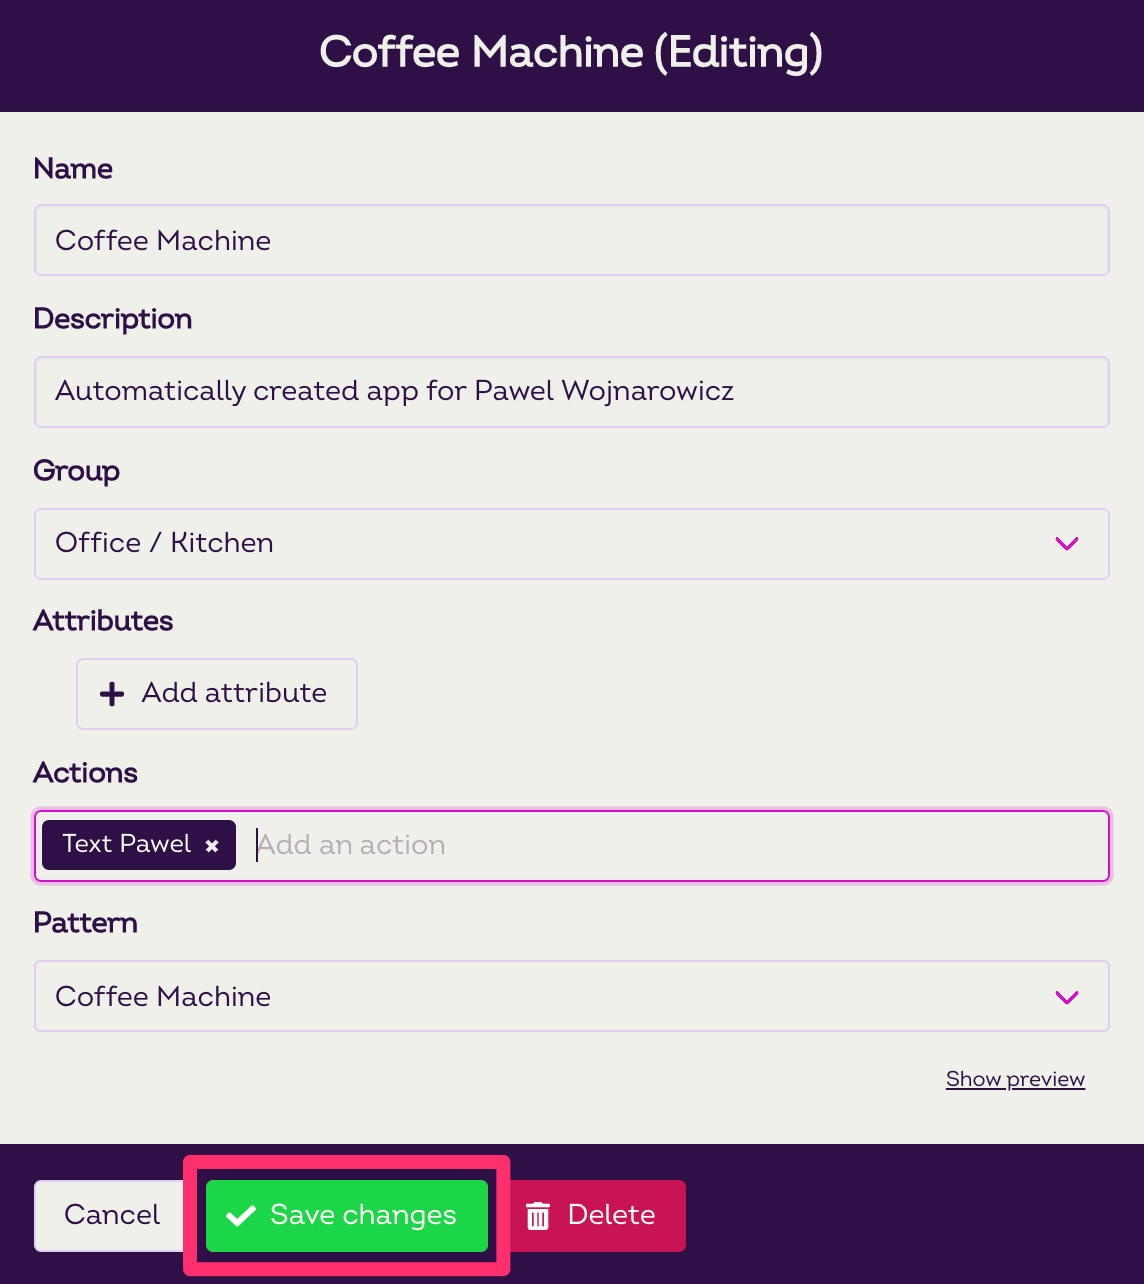 Coffee Machine (Editing)
Name
Coffee Machine
Description
Automatically created app for Pawel Wojnarowicz
Group
Office / Kitchen
Attributes
Add attribute
Actions
Text Pawel
Add an action
Pattern
Coffee Machine
Show preview
Cancel Save changes Delete